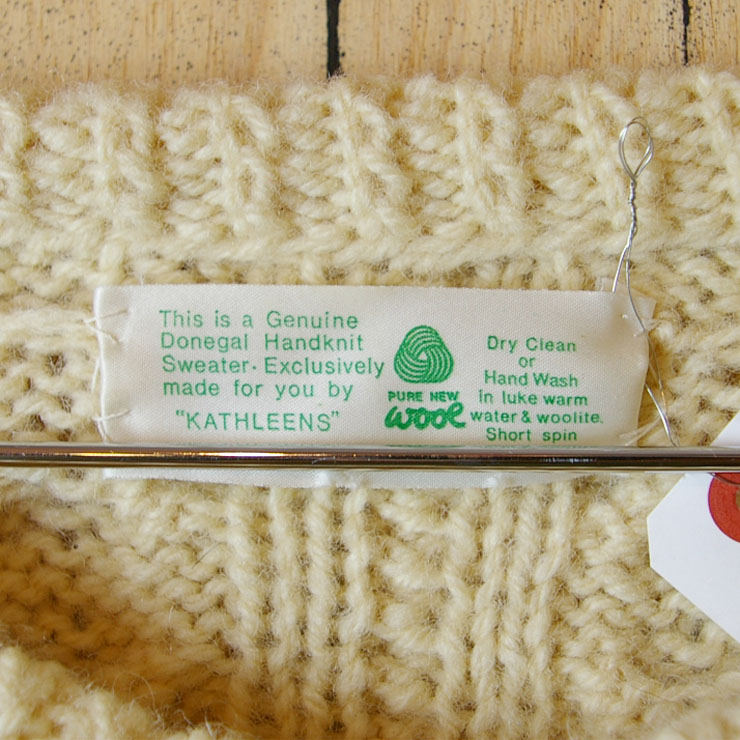 This is a Genuine
Donegal Handknit
Sweater. Exclusively
made for you by
"KATHLEENS"
PURE NEW
wool
Dry Clean
or
Hand Wash
In luke warm
water & woolite.
Short spin